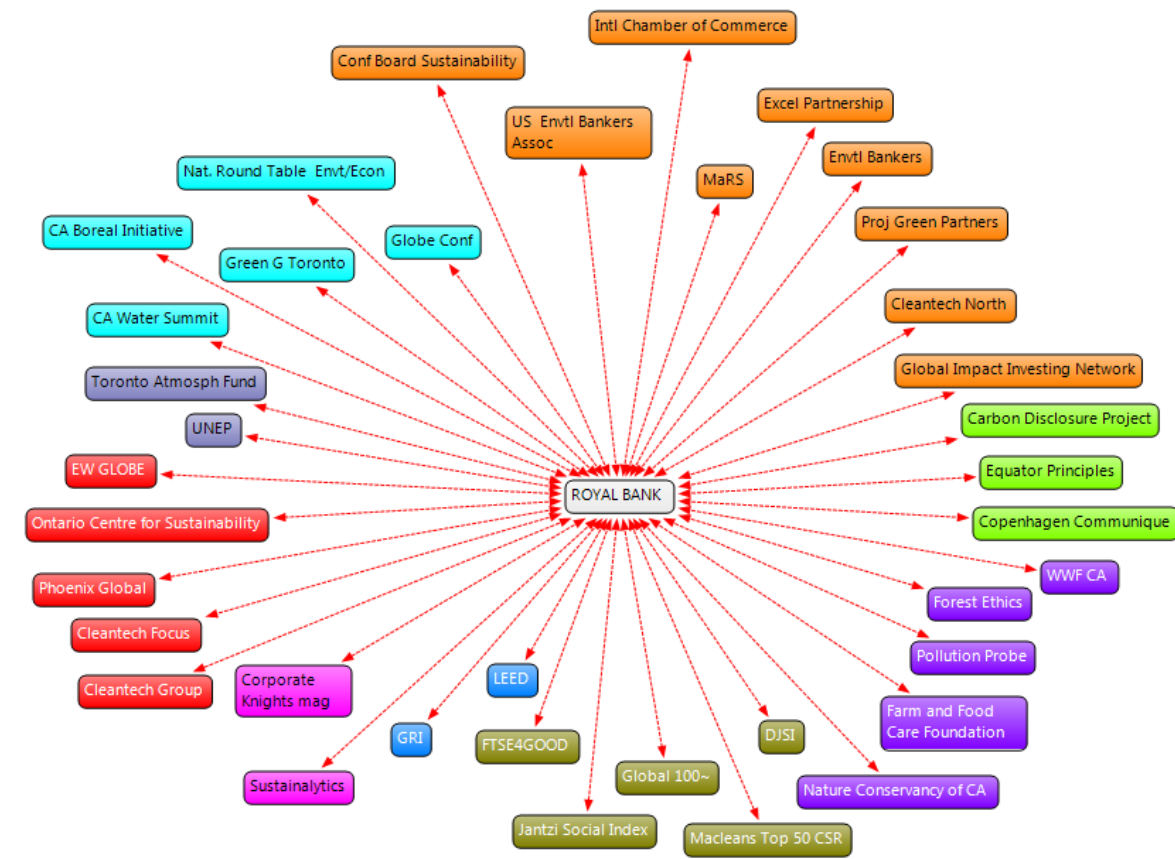 Intl Chamber of Commerce
Conf Board Sustainability
Excel Partnership
US  Envtl Bankers
Assoc
Envtl Bankers
Nat. Round Table  Envt/Econ
MaRS
Proj Green Partners
CA Boreal Initiative
Globe Conf
Green G Toronto
Cleantech North
CA Water Summit
Global Impact Investing Network
Toronto Atmosph Fund
Carbon Disclosure Project
UNEP
EW GLOBE
Equator Principles
ROYAL BANK
Ontario Centre for Sustainability
Copenhagen Communique
WWF CA
Phoenix Global
Forest Ethics
Cleantech Focus
Pollution Probe
Cleantech Group
Corporate
Knights mag
LEED
Farm and Food
Care Foundation
GRI
FTSE4GOOD
DJSI
Sustainalytics
Global 100~
Nature Conservancy of CA
Jantzi Social Index
Macleans Top 50 CSR